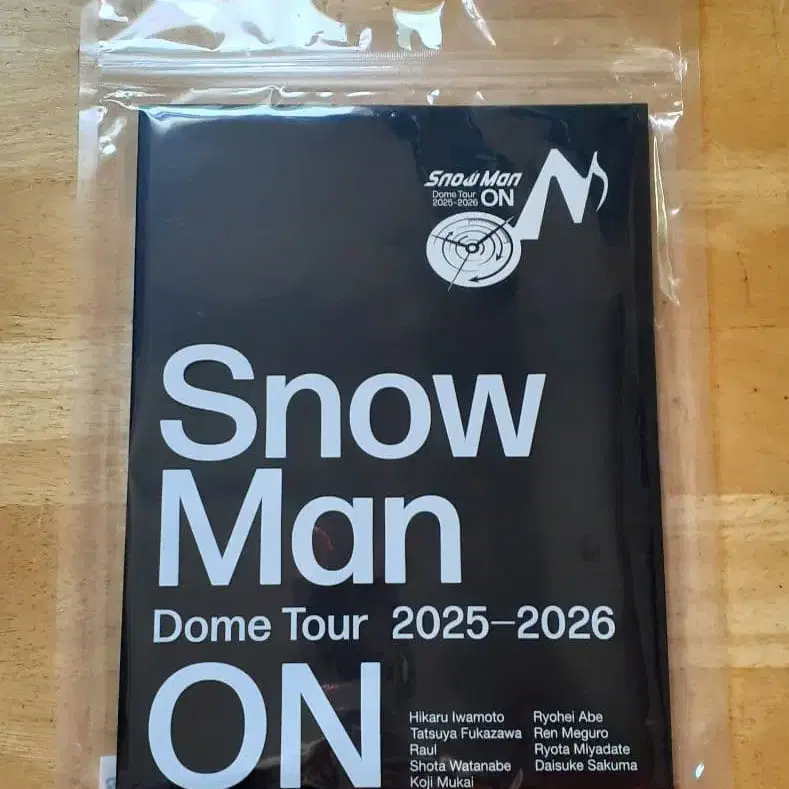 Snow Man
Dome Tour
2025-2026 ON
Snow
Man
Dome Tour 2025–2026
ON
Hikaru Iwamoto
Tatsuya Fukazawa
Raul
Shota Watanabe
Koji Mukai
Ryohei Abe
Ren Meguro
Ryota Miyadate
Daisuke Sakuma